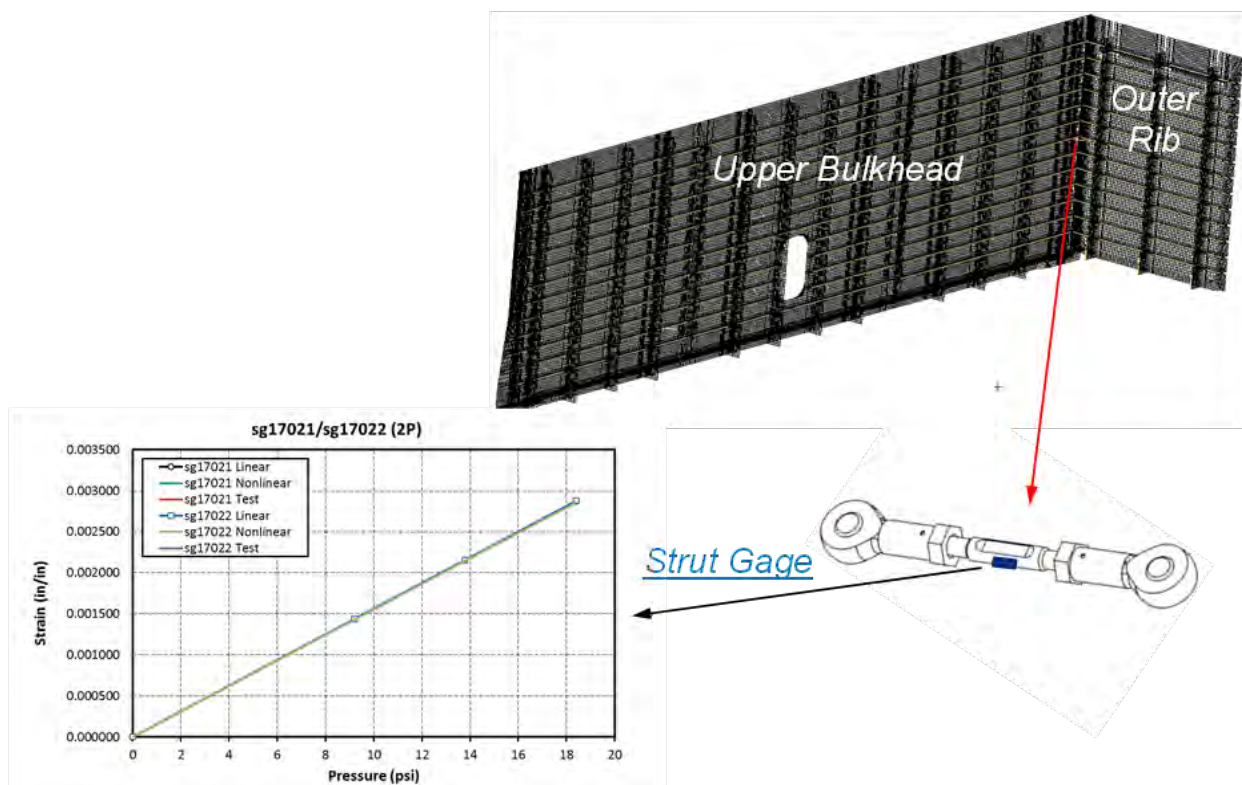 Outer
Rib
Upper Bulkhead
sg17021/sg17022 (2P)
0.003500
0.003000
0.002500
0.002000
0.001500
0.001000
0.000500
0.000000
Strain (in/in)
sg17021 Linear
sg17021 Nonlinear
sg17021 Test
sg17022 Linear
sg17022 Nonlinear
sg17022 Test
0 2 4 6 8 10 12 14 16 18 20
Pressure (psi)
Strut Gage